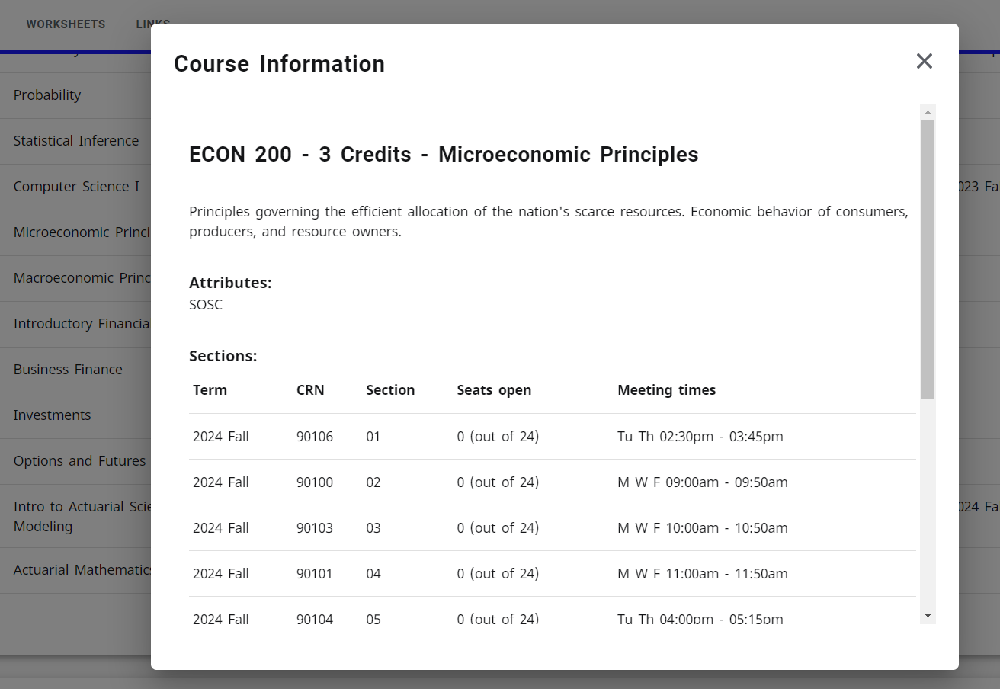 WORKSHEETS LINKS
Course Information
Probability
Statistical Inference
Computer Science I
023 Fa
Microeconomic Princi
Macroeconomic Princ
Introductory Financia
Business Finance
Investments
Options and Futures
Intro to Actuarial Scie
024 Fa
Modeling
Actuarial Mathematics
ECON 200 - 3 Credits - Microeconomic Principles
Principles governing the efficient allocation of the nation's scarce resources. Economic behavior of consumers,
producers, and resource owners.
Attributes:
SOSC
Sections:
Term CRN Section Seats open Meeting times
2024 Fall 90106 01 0 (out of 24) Tu Th 02:30pm - 03:45pm
2024 Fall 90100 02 0 (out of 24) M W F 09:00am - 09:50am
2024 Fall 90103 03 0 (out of 24) M W F 10:00am - 10:50am
2024 Fall 90101 04 0 (out of 24) M W F 11:00am - 11:50am
2024 Fall 90104 05 0 (out of 24) Tu Th 04:00pm - 05:15pm